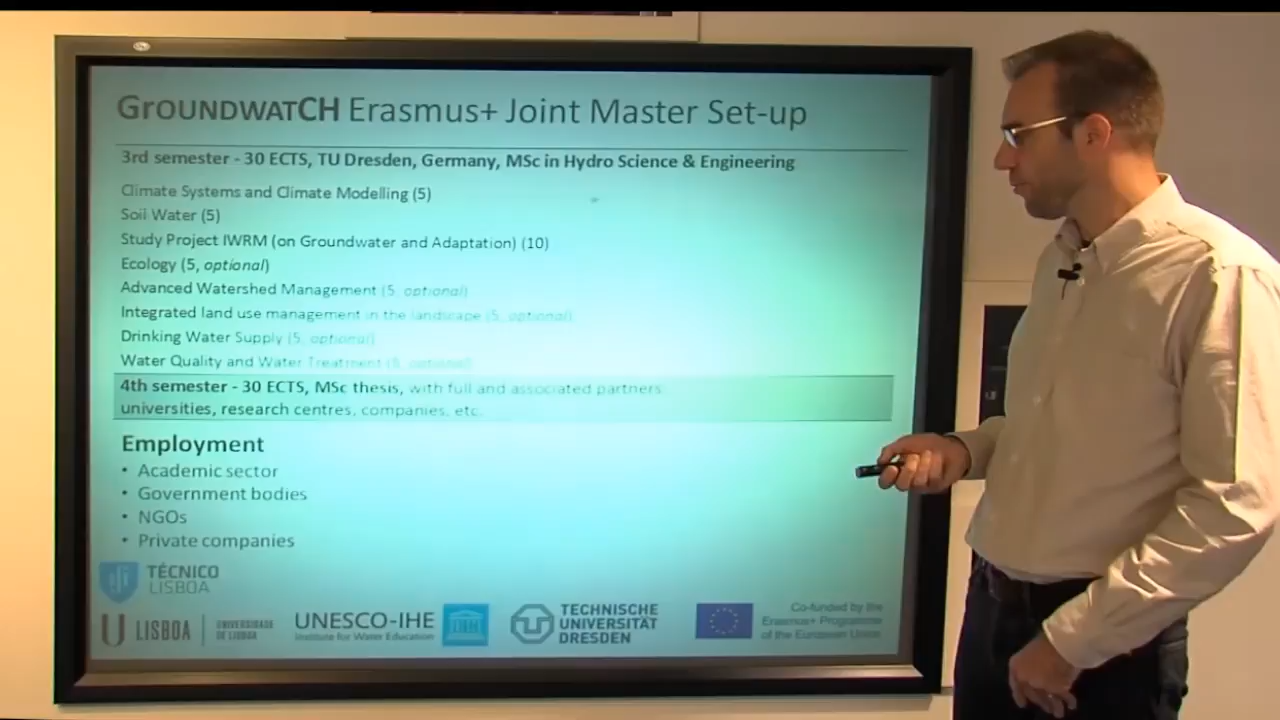 GROUNDWATCH Erasmus+ Joint Master Set-up
3rd semester - 30 ECTS, TU Dresden, Germany, MSc in Hydro Science & Engineering
Climate Systems and Climate Modelling (5)
Soil Water (5)
Study Project IWRM (on Groundwater and Adaptation) (10)
Ecology (5, optional)
Advanced Watershed Management (5, optional)
Integrated land use management in the landscape (5, optional)
Drinking Water Supply (5, optional)
Water Quality and Water Treatment (5, optional)
4th semester - 30 ECTS, MSc thesis, with full and associated partners
universities, research centres, companies, etc.
Employment
• Academic sector
• Government bodies
• NGOs
• Private companies
TÉCNICO
LISBOA
U LISBOA
UNIVERSIDADE
DE LISBOA
UNESCO-IHE
Institute for Water Education
TECHNISCHE
UNIVERSITÄT
DRESDEN
Co-funded by the
Erasmus+ Programme
of the European Union